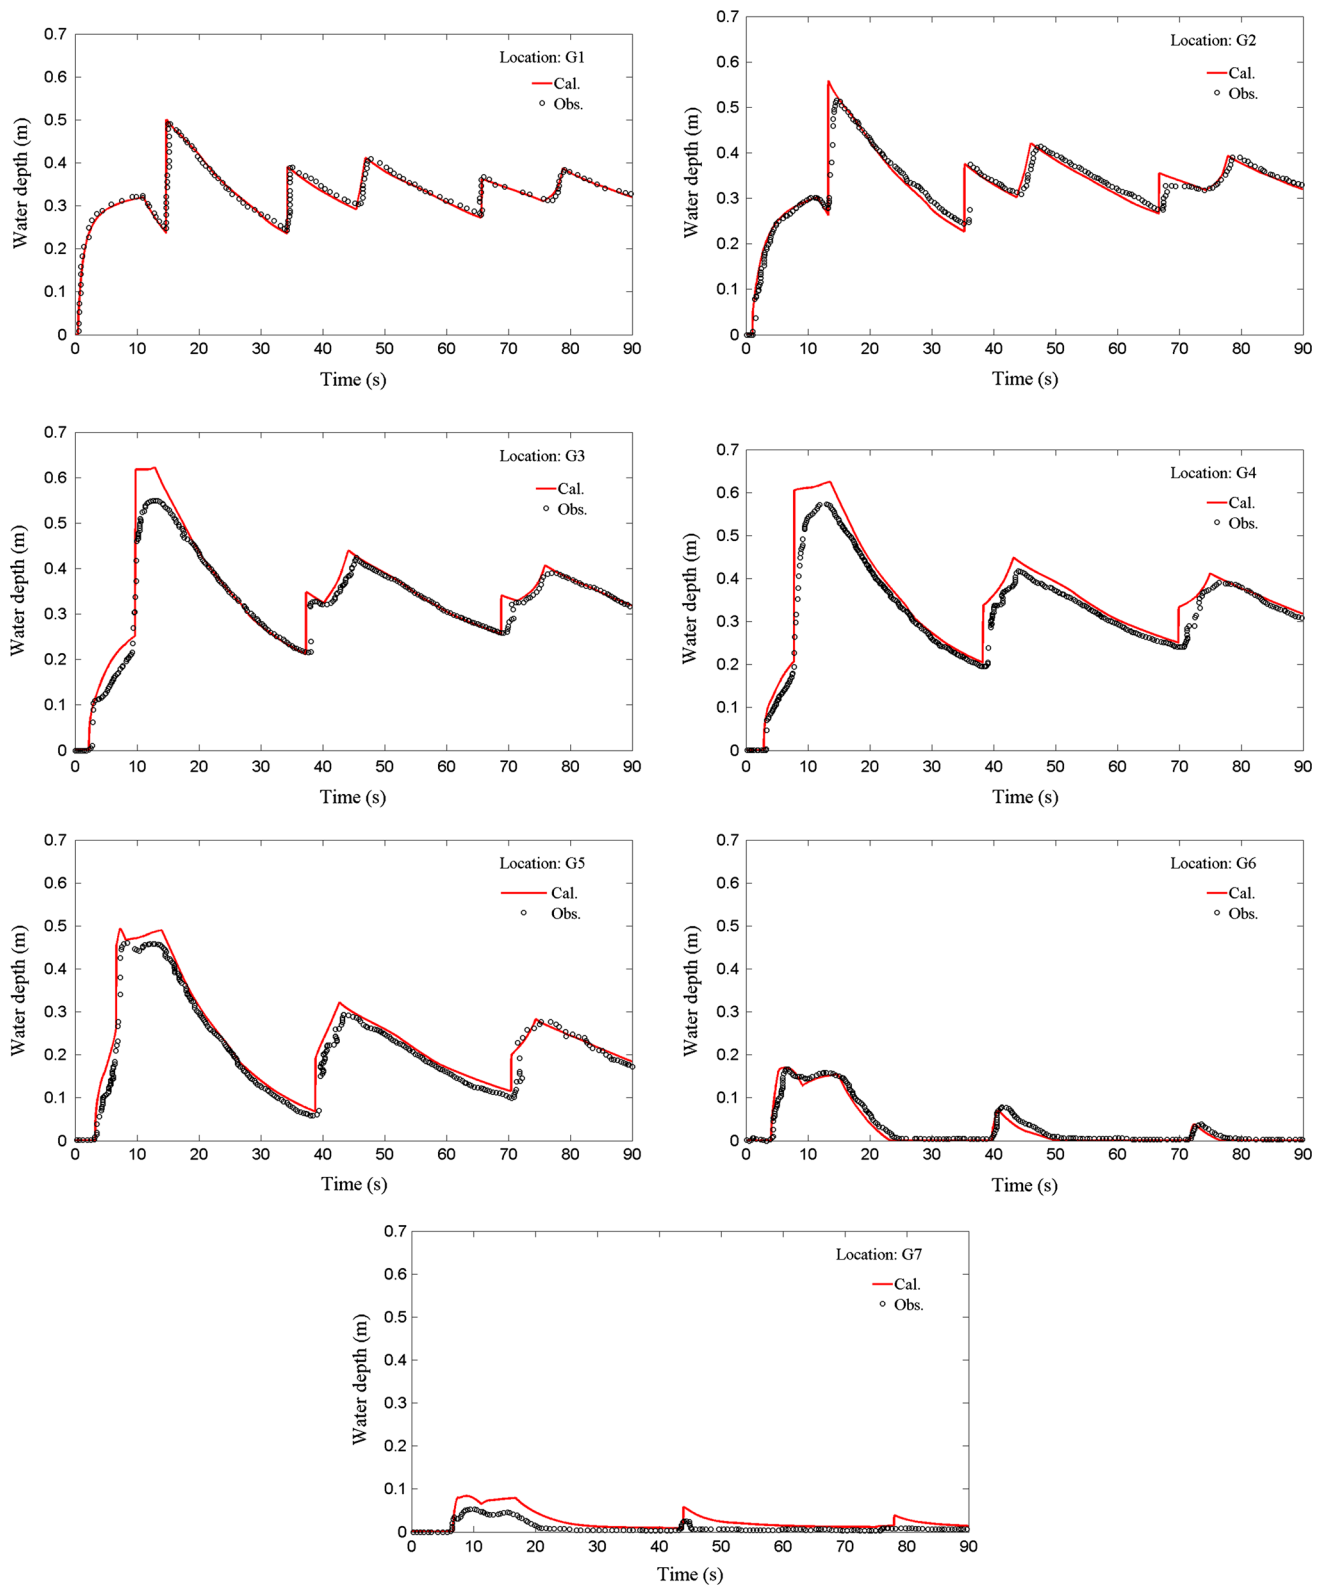 Location: G1
Cal.
Obs.
Water depth (m)
0.7
0.6
0.5
0.4
0.3
0.2
0.1
0
0 10 20 30 40 50 60 70 80 90
Time (s)
Location: G2
Cal.
Obs.
Water depth (m)
0.7
0.6
0.5
0.4
0.3
0.2
0.1
0
0 10 20 30 40 50 60 70 80 90
Time (s)
Location: G3
Cal.
Obs.
Water depth (m)
0.7
0.6
0.5
0.4
0.3
0.2
0.1
0
0 10 20 30 40 50 60 70 80 90
Time (s)
Location: G4
Cal.
Obs.
Water depth (m)
0.7
0.6
0.5
0.4
0.3
0.2
0.1
0
0 10 20 30 40 50 60 70 80 90
Time (s)
Location: G5
Cal.
Obs.
Water depth (m)
0.7
0.6
0.5
0.4
0.3
0.2
0.1
0
0 10 20 30 40 50 60 70 80 90
Time (s)
Location: G6
Cal.
Obs.
Water depth (m)
0.7
0.6
0.5
0.4
0.3
0.2
0.1
0
0 10 20 30 40 50 60 70 80 90
Time (s)
Location: G7
Cal.
Obs.
Water depth (m)
0.7
0.6
0.5
0.4
0.3
0.2
0.1
0
0 10 20 30 40 50 60 70 80 90
Time (s)